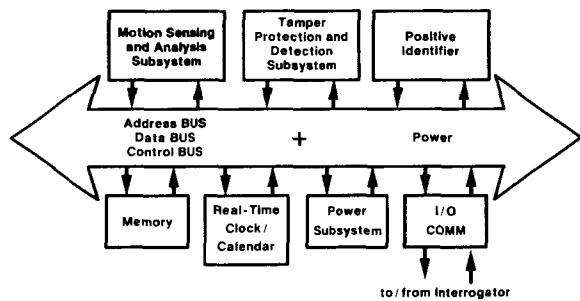 Motion Sensing
and Analysis
Subsystem
Tamper
Protection and
Detection
Subsystem
Positive
Identifier
Address BUS
Data BUS
Control BUS
+
Power
Memory
Real-Time
Clock/
Calendar
Power
Subsystem
I/O
COMM
to/from Interrogator